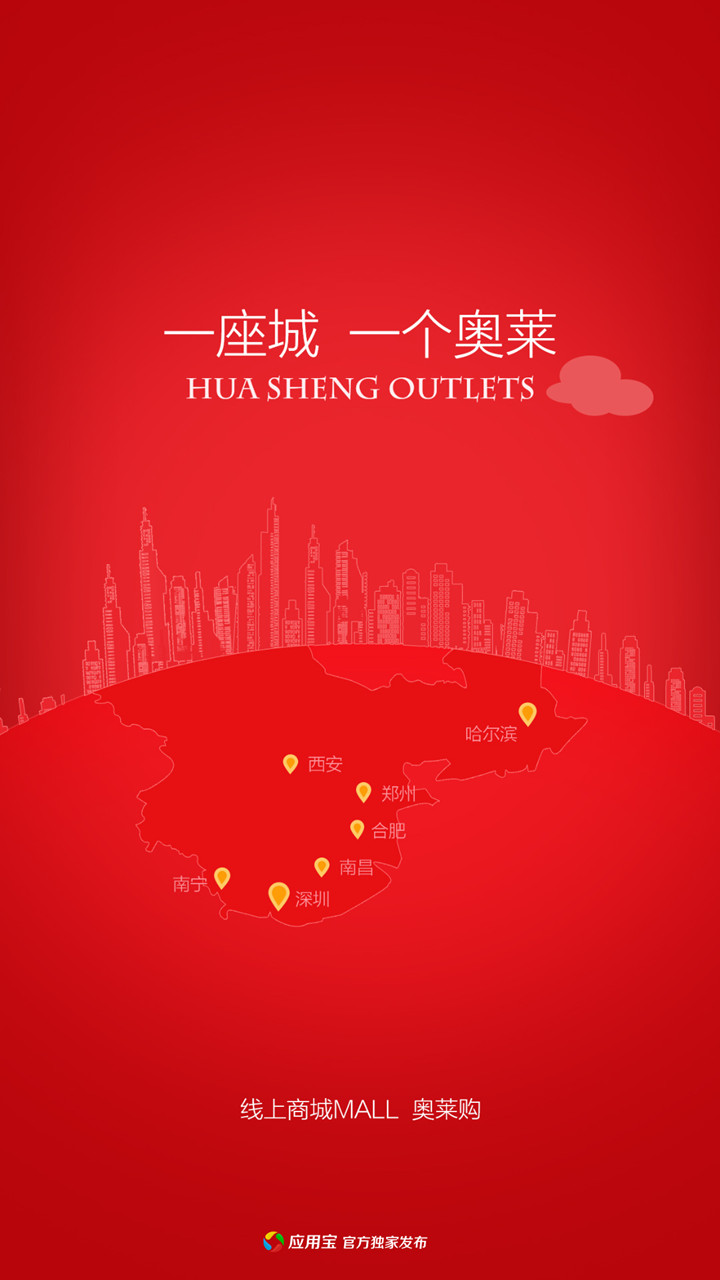 一座城 一个奥莱
HUA SHENG OUTLETS
哈尔滨
西安
郑州
合肥
南昌
南宁
深圳
线上商城MALL 奥莱购
应用宝 官方独家发布